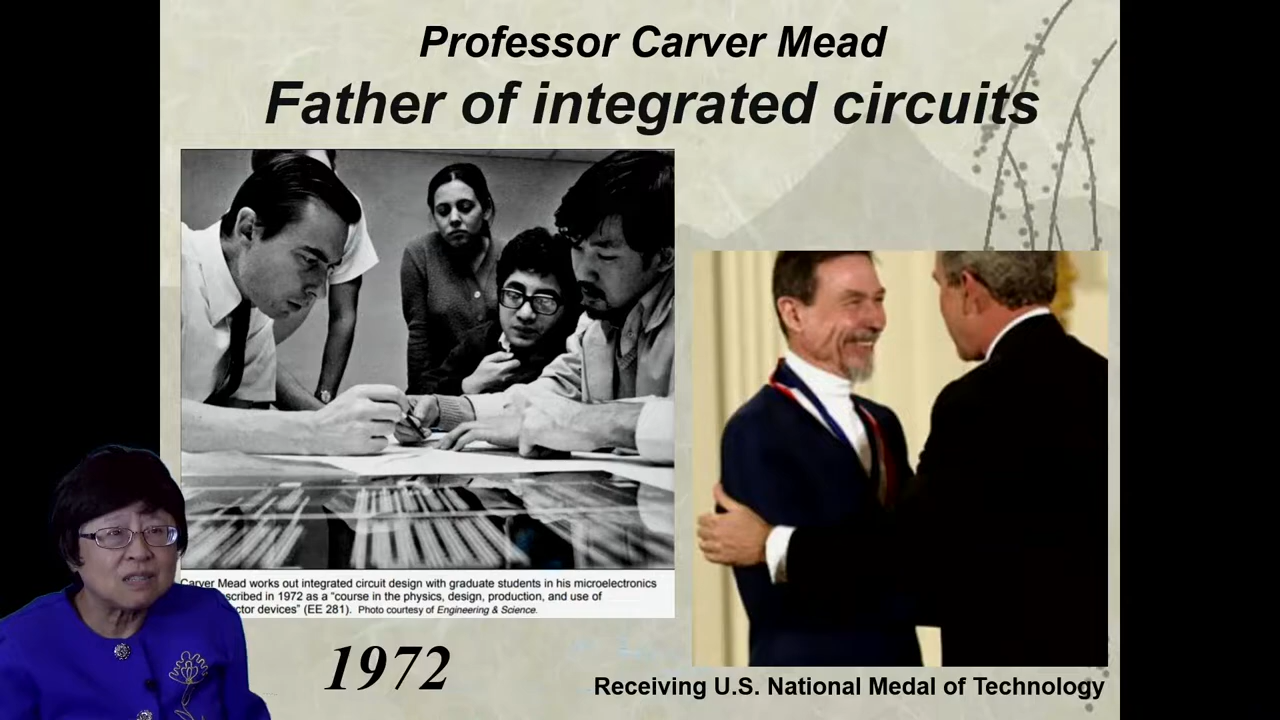 Professor Carver Mead
Father of integrated circuits
Carver Mead works out integrated circuit design with graduate students in his microelectronics
scribed in 1972 as a "course in the physics, design, production, and use of
ctor devices" (EE 281). Photo courtesy of Engineering & Science.
1972
Receiving U.S. National Medal of Technology